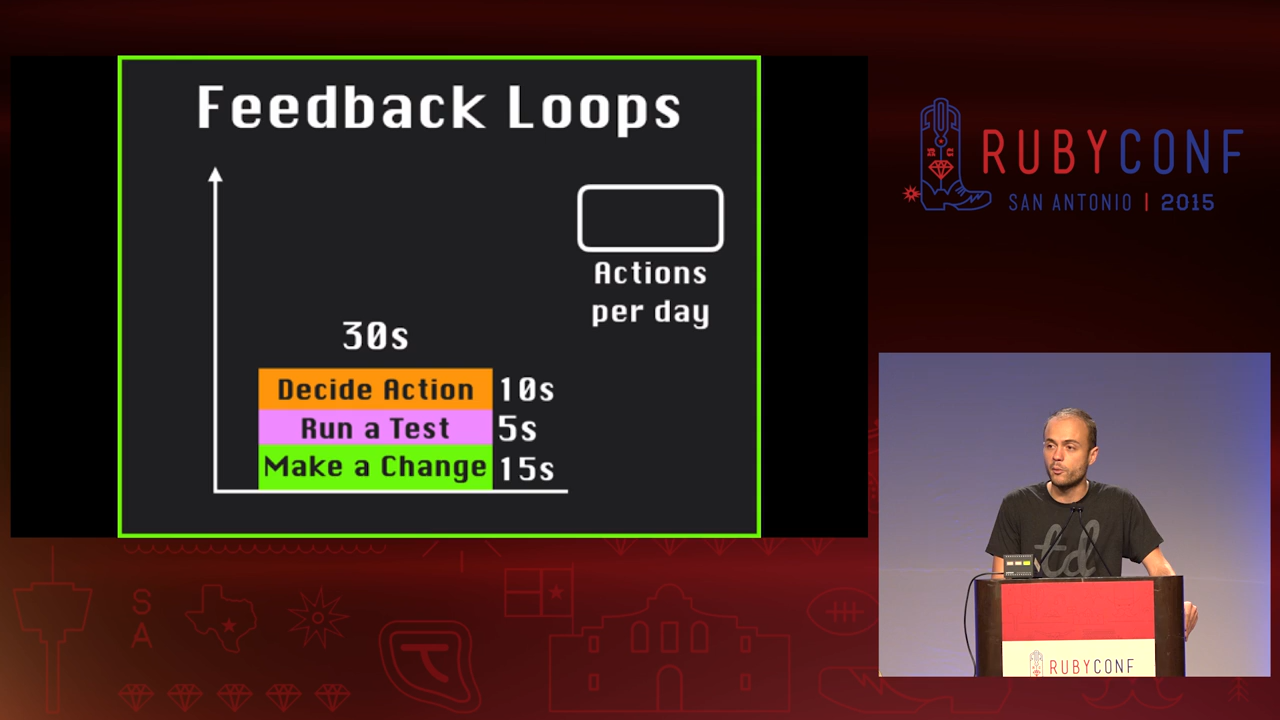 Feedback Loops
Actions
per day
30s
Decide Action 10s
Run a Test 5s
Make a Change 15s
RUBYCONF
SAN ANTONIO | 2015
td
RUBYCONF
S
A